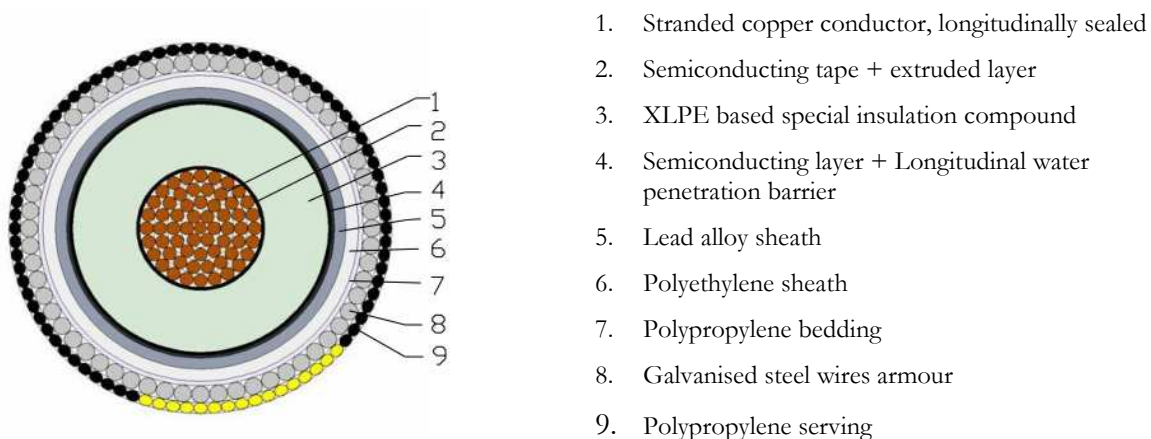 1. Stranded copper conductor, longitudinally sealed
2. Semiconducting tape + extruded layer
3. XLPE based special insulation compound
4. Semiconducting layer + Longitudinal water
penetration barrier
5. Lead alloy sheath
6. Polyethylene sheath
7. Polypropylene bedding
8. Galvanised steel wires armour
9. Polypropylene serving
1
2
3
4
5
6
7
8
9